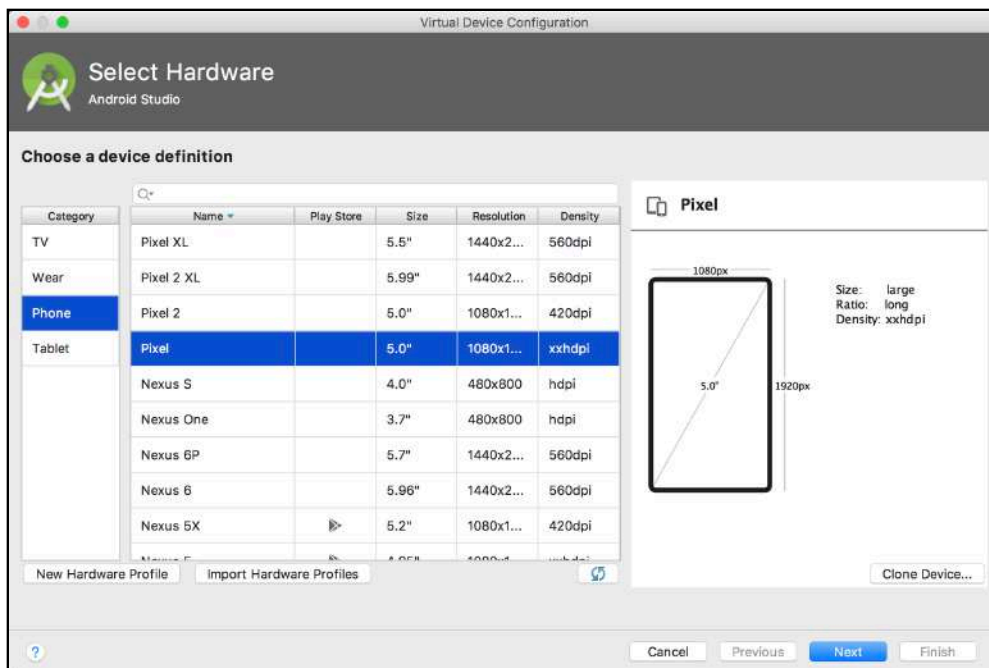 Virtual Device Configuration
Select Hardware
Android Studio
Choose a device definition
Category
TV
Wear
Phone
Tablet
Name Play Store Size Resolution Density
Pixel XL 5.5" 1440x2... 560dpi
Pixel 2 XL 5.99" 1440x2... 560dpi
Pixel 2 5.0" 1080x1... 420dpi
Pixel 5.0" 1080x1... xxhdpi
Nexus S 4.0" 480x800 hdpi
Nexus One 3.7" 480x800 hdpi
Nexus 6P 5.7" 1440x2... 560dpi
Nexus 6 5.96" 1440x2... 560dpi
Nexus 5X 5.2" 1080x1... 420dpi
New Hardware Profile Import Hardware Profiles
Pixel
1080px
5.0"
1920px
Size: large
Ratio: long
Density: xxhdpi
Clone Device...
? Cancel Previous Next Finish